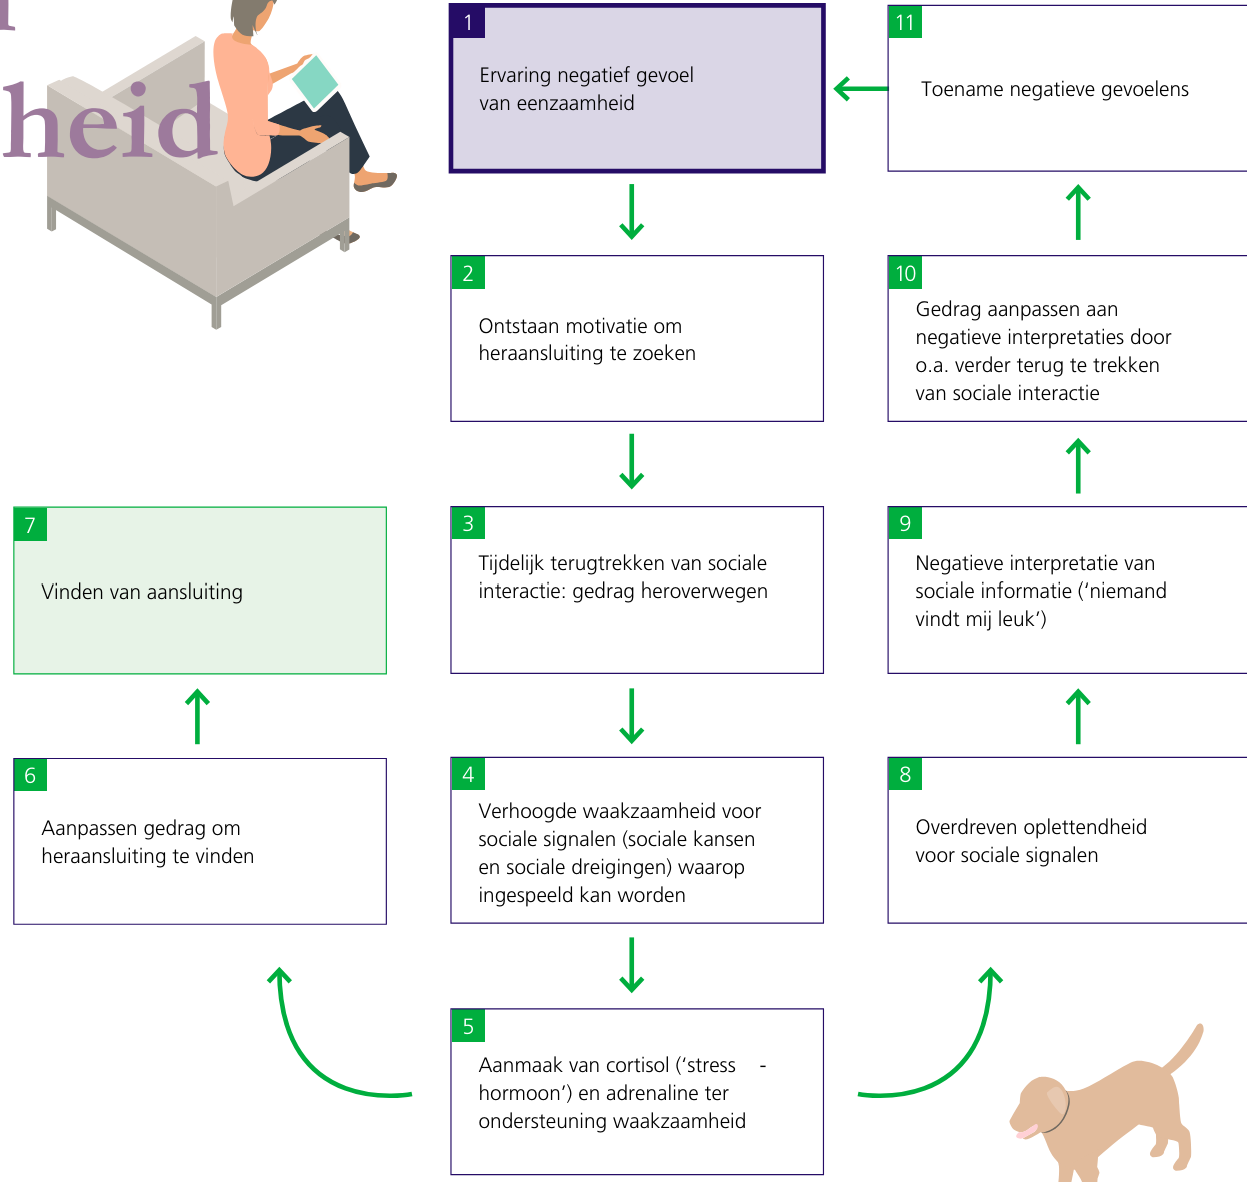 heid
1
Ervaring negatief gevoel
van eenzaamheid
2
Ontstaan motivatie om
heraansluiting te zoeken
3
Tijdelijk terugtrekken van sociale
interactie: gedrag heroverwegen
4
Verhoogde waakzaamheid voor
sociale signalen (sociale kansen
en sociale dreigingen) waarop
ingespeeld kan worden
5
Aanmaak van cortisol (‘stress -
hormoon’) en adrenaline ter
ondersteuning waakzaamheid
6
Aanpassen gedrag om
heraansluiting te vinden
7
Vinden van aansluiting
8
Overdreven oplettendheid
voor sociale signalen
9
Negatieve interpretatie van
sociale informatie (‘niemand
vindt mij leuk’)
10
Gedrag aanpassen aan
negatieve interpretaties door
o.a. verder terug te trekken
van sociale interactie
11
Toename negatieve gevoelens